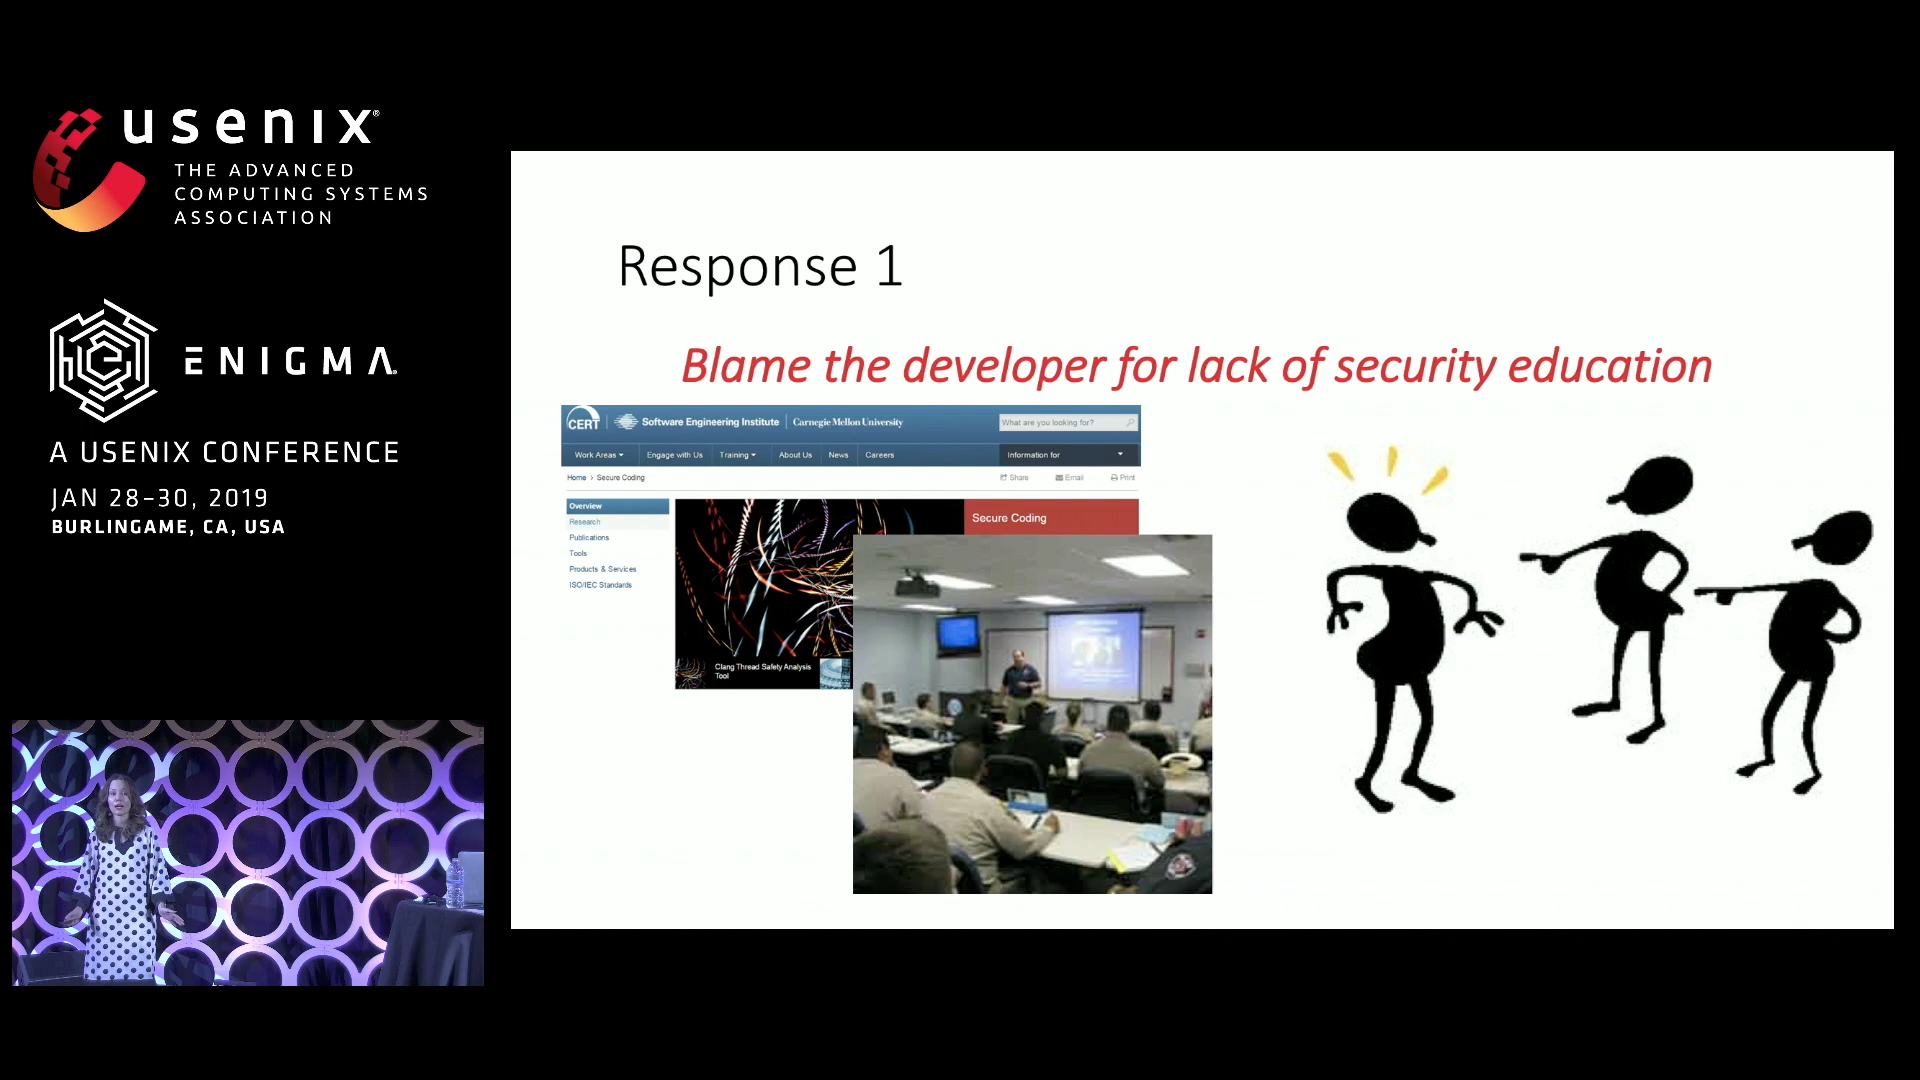 usenix®
THE ADVANCED
COMPUTING SYSTEMS
ASSOCIATION
ENIGMA
A USENIX CONFERENCE
JAN 28–30, 2019
BURLINGAME, CA, USA
Response 1
Blame the developer for lack of security education
CERT Software Engineering Institute | Carnegie Mellon University What are you looking for?
Work Areas Engage with Us Training About Us News Careers Information for
Home > Secure Coding Share Email Print
Overview
Research
Publications
Tools
Products & Services
ISO/IEC Standards
Secure Coding
Clang Thread Safety Analysis
Tool